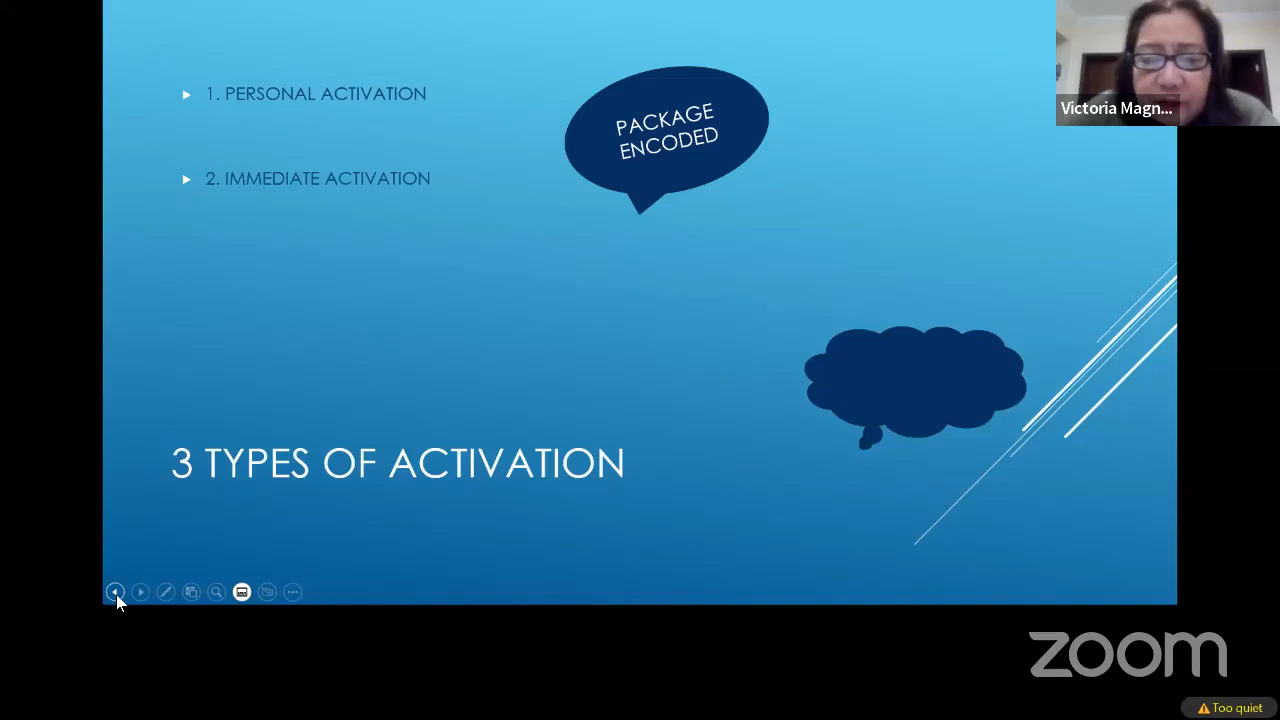 1. PERSONAL ACTIVATION
2. IMMEDIATE ACTIVATION
PACKAGE
ENCODED
3 TYPES OF ACTIVATION
Victoria Magn...
zoom
Too quiet